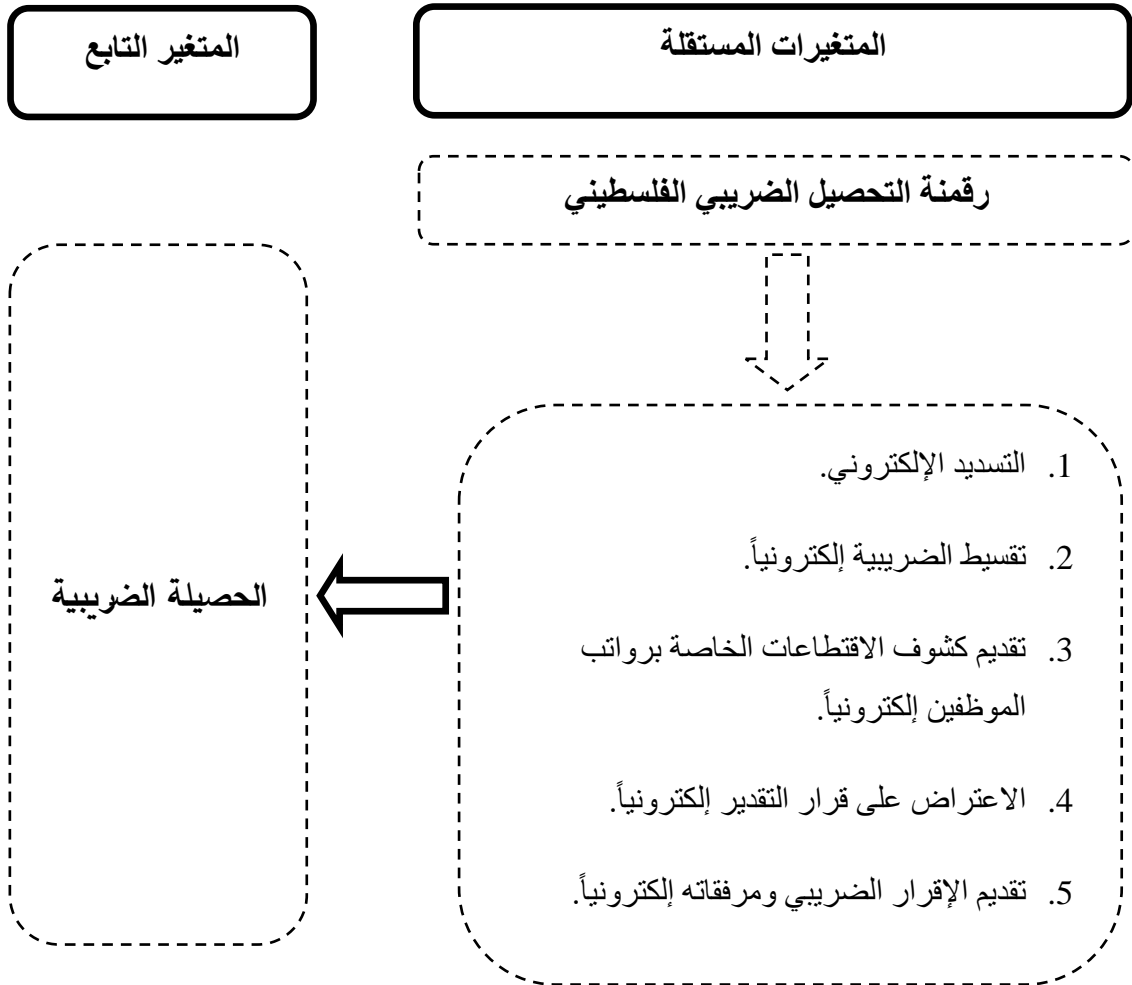 المتغيرات المستقلة
المتغير التابع
رقمنة التحصيل الضريبي الفلسطيني
1. التسديد الإلكتروني.
2. تقسيط الضريبية إلكترونياً.
3. تقديم كشوف الاقتطاعات الخاصة برواتب
الموظفين إلكترونياً.
4. الاعتراض على قرار التقدير إلكترونياً.
5. تقديم الإقرار الضريبي ومرفقاته إلكترونياً.
الحصيلة الضريبية